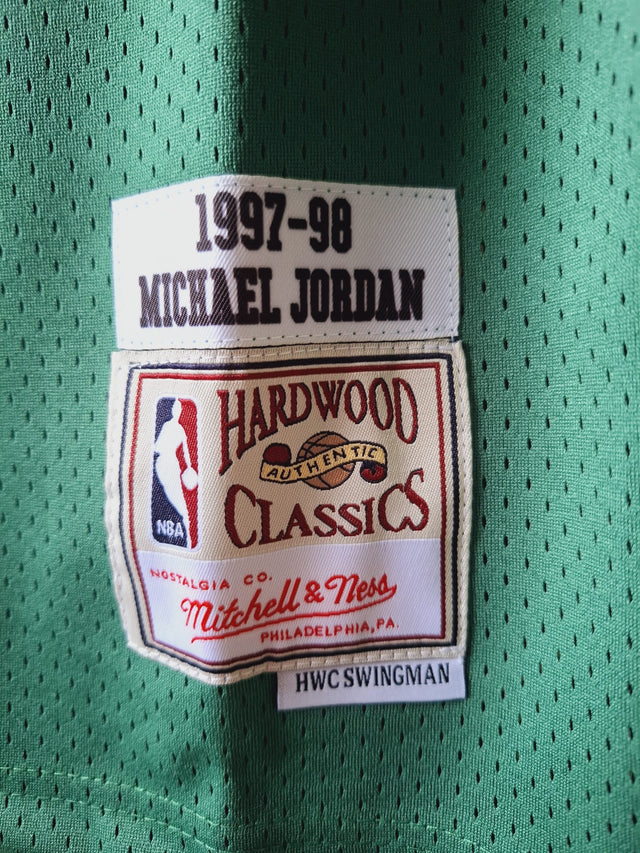 1997-98
MICHAEL JORDAN
HARDWOOD
AUTHENTIC
CLASSICS
NBA
NOSTALGIA CO.
Mitchell & Ness
PHILADELPHIA, PA.
HWC SWINGMAN